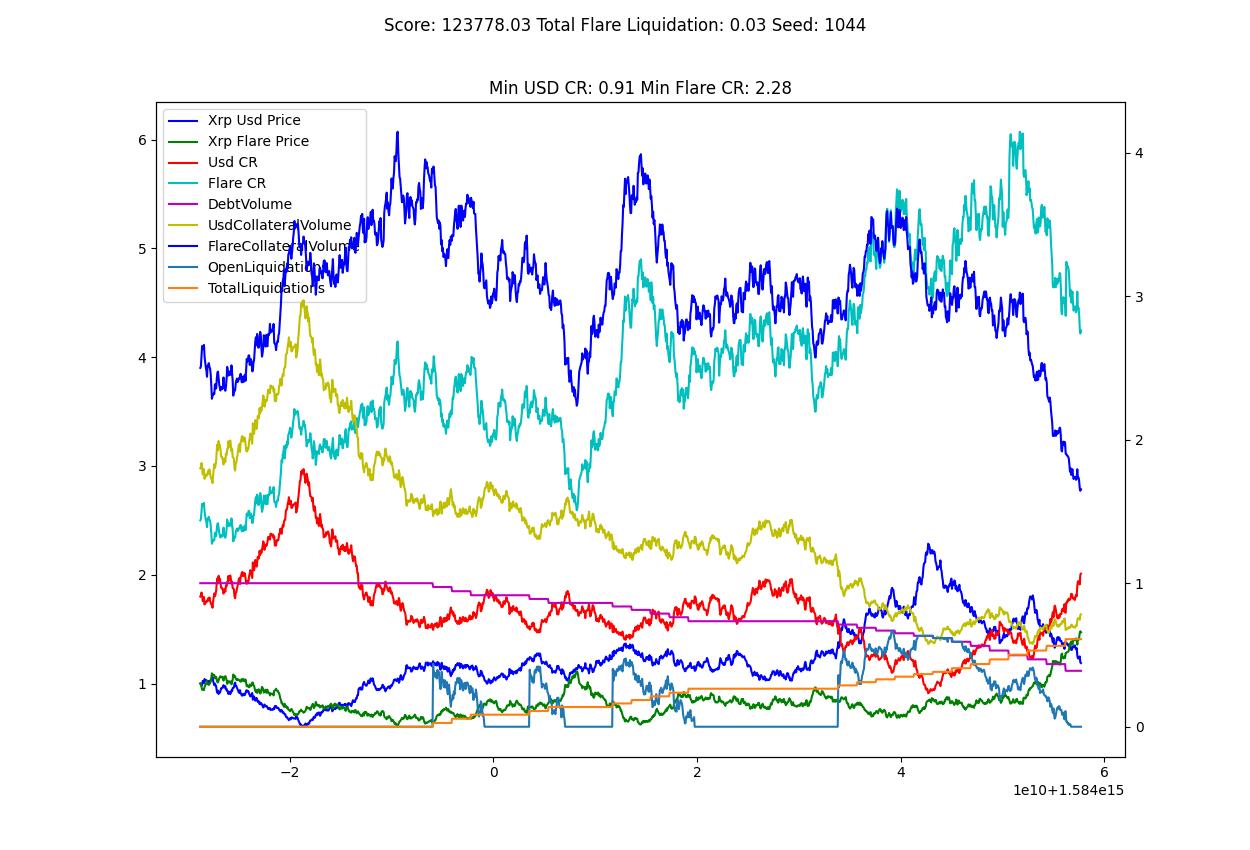 Score: 123778.03 Total Flare Liquidation: 0.03 Seed: 1044
Min USD CR: 0.91 Min Flare CR: 2.28
Xrp Usd Price
Xrp Flare Price
Usd CR
Flare CR
DebtVolume
UsdCollateralVolume
FlareCollateralVolume
OpenLiquidations
TotalLiquidations
6
5
4
3
2
1
4
3
2
1
0
−2
0
2
4
6
1e10+1.584e15